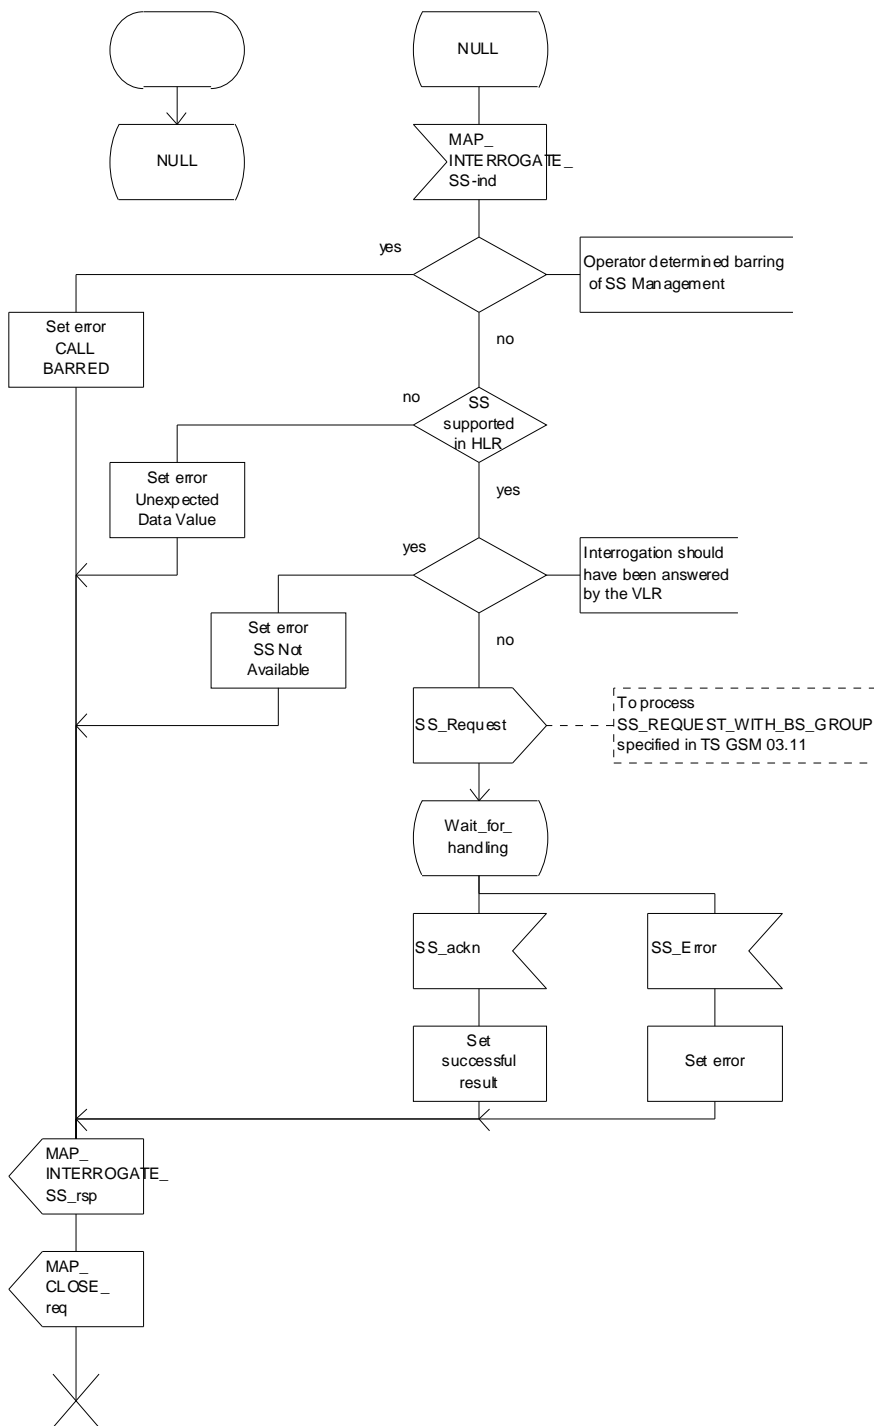 NULL
NULL
MAP_
INTERROGATE_
SS-ind
yes
Operator determined barring
of SS Management
Set error
CALL
BARRED
no
no
SS
supported
in HLR
Set error
Unexpected
Data Value
yes
yes
Interrogation should
have been answered
by the VLR
Set error
SS Not
Available
no
SS_Request
To process
SS_REQUEST_WITH_BS_GROUP
specified in TS GSM 03.11
Wait_for_
handling
SS_ackn
SS_Error
Set
successful
result
Set error
MAP_
INTERROGATE_
SS_rsp
MAP_
CLOSE_
req